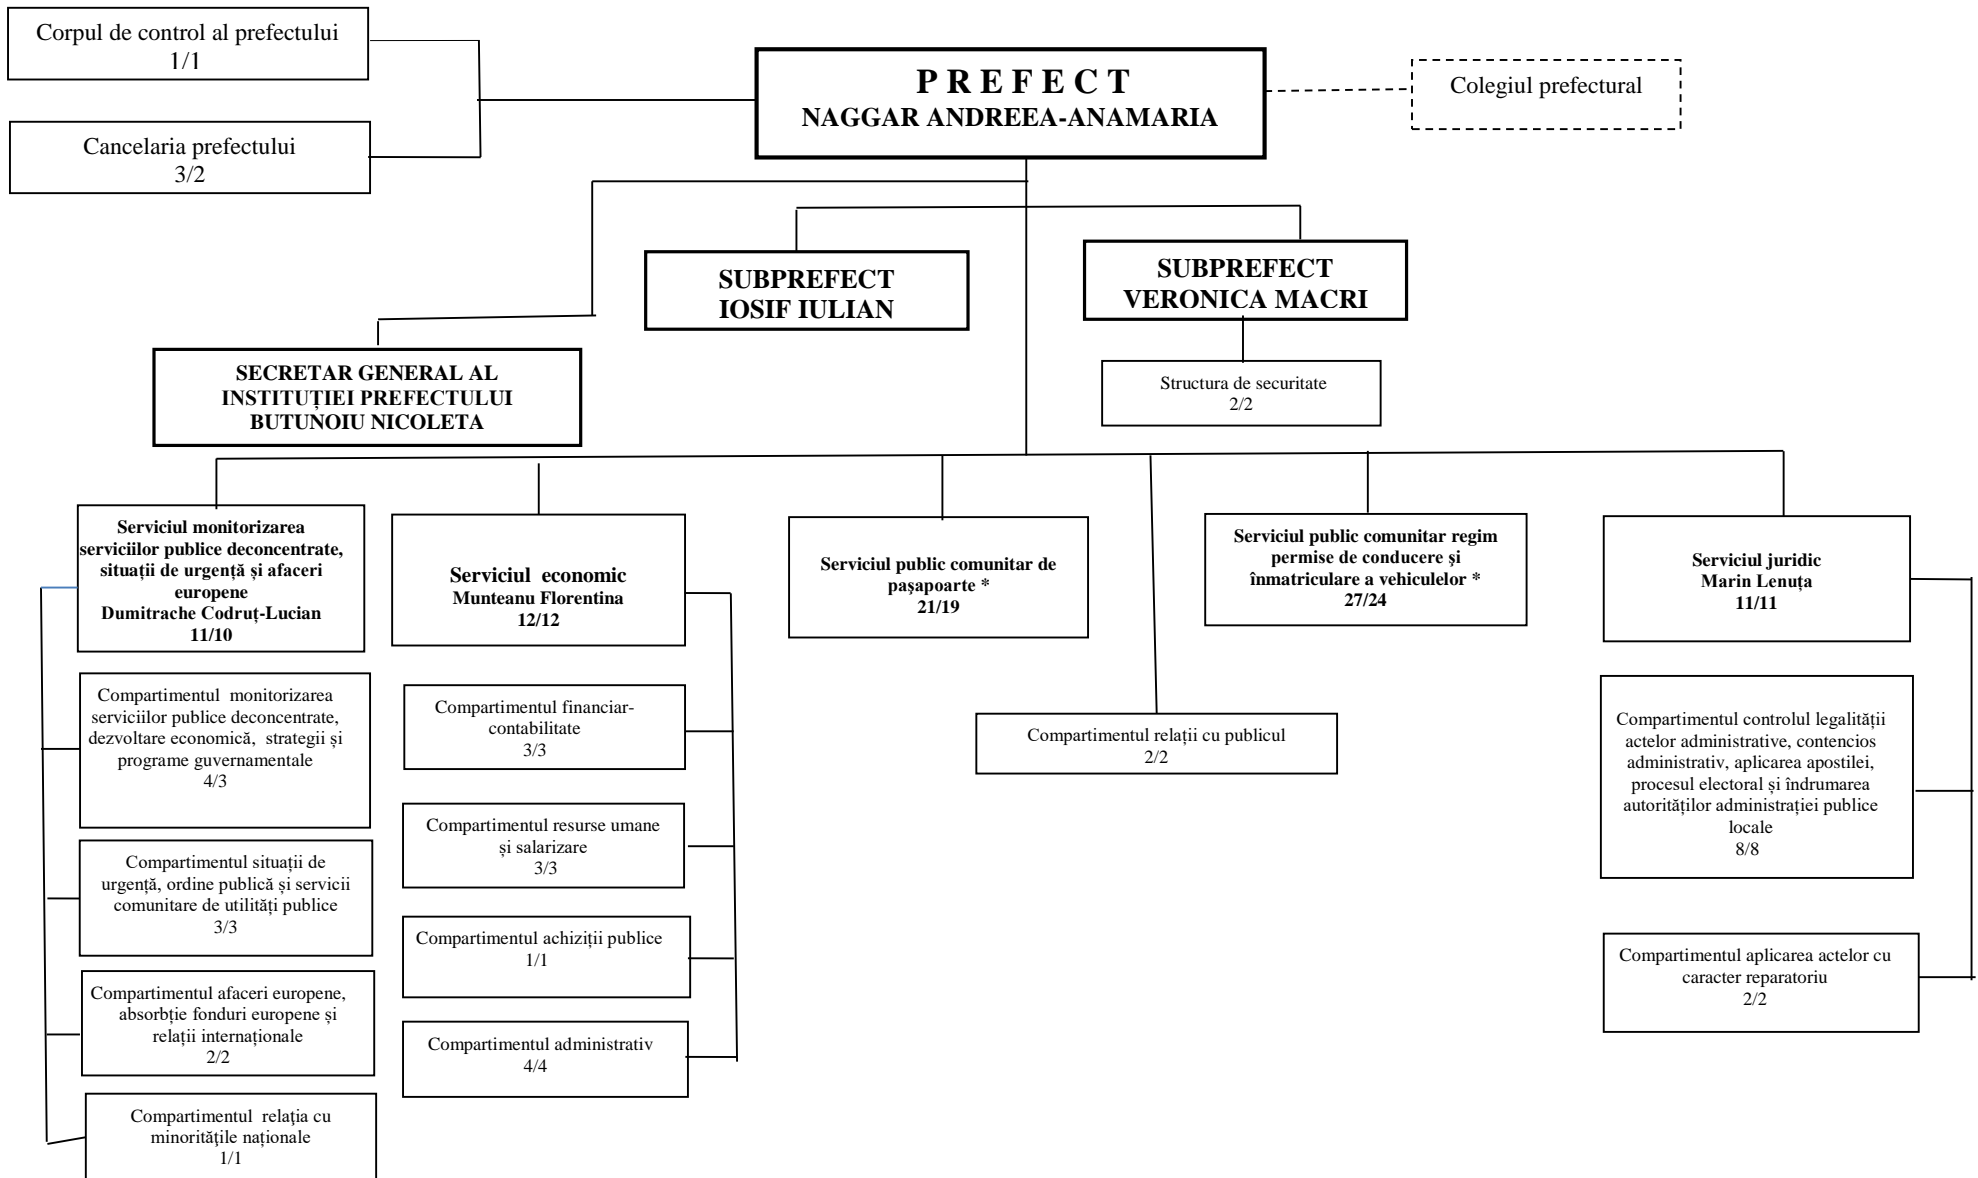 Corpul de control al prefectului
1/1
Cancelaria prefectului
3/2
P R E F E C T
NAGGAR ANDREEA-ANAMARIA
Colegiul prefectural
SUBPREFECT
IOSIF IULIAN
SUBPREFECT
VERONICA MACRI
Structura de securitate
2/2
SECRETAR GENERAL AL
INSTITUȚIEI PREFECTULUI
BUTUNOIU NICOLETA
Serviciul monitorizarea
serviciilor publice deconcentrate,
situații de urgență și afaceri
europene
Dumitrache Codruț-Lucian
11/10
Compartimentul monitorizarea
serviciilor publice deconcentrate,
dezvoltare economică, strategii și
programe guvernamentale
4/3
Compartimentul situații de
urgență, ordine publică și servicii
comunitare de utilități publice
3/3
Compartimentul afaceri europene,
absorbție fonduri europene și
relații internaționale
2/2
Compartimentul relaţia cu
minorităţile naționale
1/1
Serviciul economic
Munteanu Florentina
12/12
Compartimentul financiar-
contabilitate
3/3
Compartimentul resurse umane
și salarizare
3/3
Compartimentul achiziții publice
1/1
Compartimentul administrativ
4/4
Serviciul public comunitar de
paşapoarte *
21/19
Compartimentul relații cu publicul
2/2
Serviciul public comunitar regim
permise de conducere şi
înmatriculare a vehiculelor *
27/24
Serviciul juridic
Marin Lenuța
11/11
Compartimentul controlul legalității
actelor administrative, contencios
administrativ, aplicarea apostilei,
procesul electoral și îndrumarea
autorităților administrației publice
locale
8/8
Compartimentul aplicarea actelor cu
caracter reparatoriu
2/2